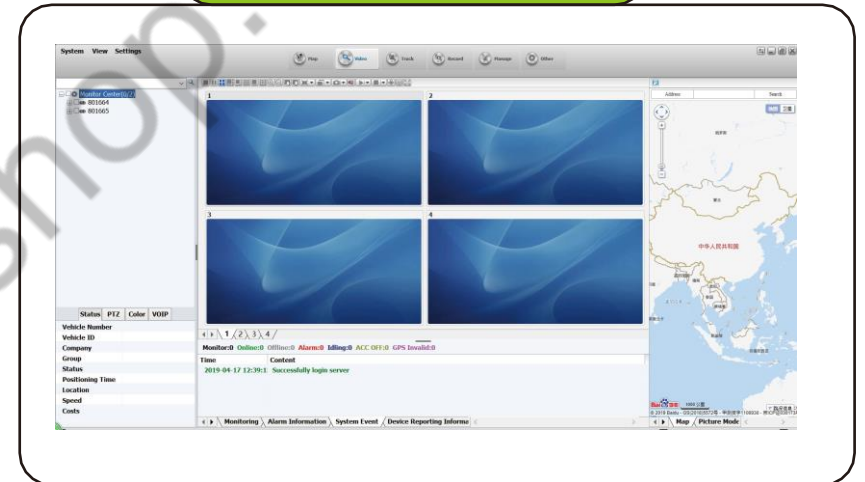 shop.
System View Settings
Map Video Track Record Manage Other
Monitor Center(0/2)
801664
801665
1 2
3 4
Address Search
中华人民共和国
Status PTZ Color VOIP
Vehicle Number
Vehicle ID
Company
Group
Status
Positioning Time
Location
Speed
Costs
1 2 3 4
Monitor:0 Online:0 Offline:0 Alarm:0 Idling:0 ACC OFF:0 GPS Invalid:0
Time Content
2019-04-17 12:39:1 Successfully login server
Monitoring Alarm Information System Event Device Reporting Informa
Map Picture Mode